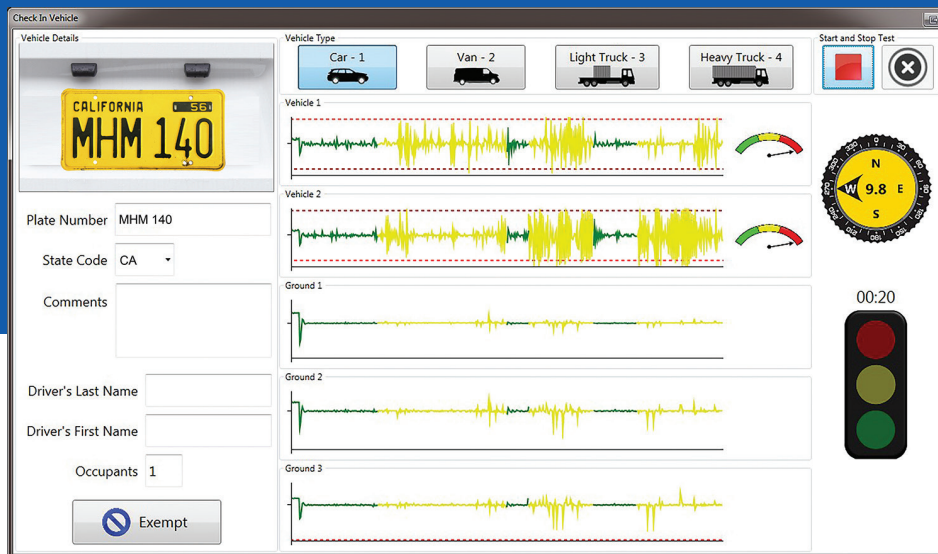 Check In Vehicle
Vehicle Details
CALIFORNIA
56
MHM 140
Plate Number MHM 140
State Code CA
Comments
Driver's Last Name
Driver's First Name
Occupants 1
Exempt
Vehicle Type
Car - 1
Van - 2
Light Truck - 3
Heavy Truck - 4
Vehicle 1
Vehicle 2
Ground 1
Ground 2
Ground 3
Start and Stop Test
N
W 9.8 E
S
00:20